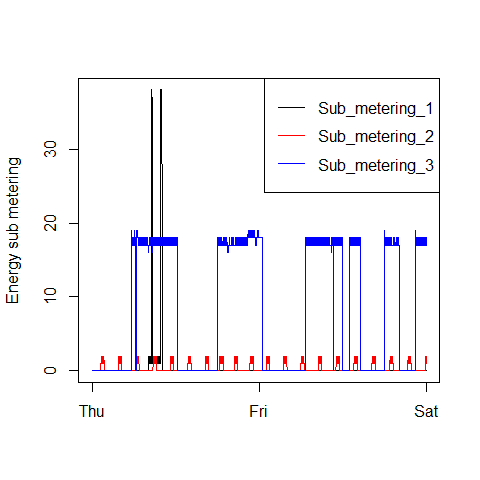 Energy sub metering
0
10
20
30
Thu
Fri
Sat
Sub_metering_1
Sub_metering_2
Sub_metering_3